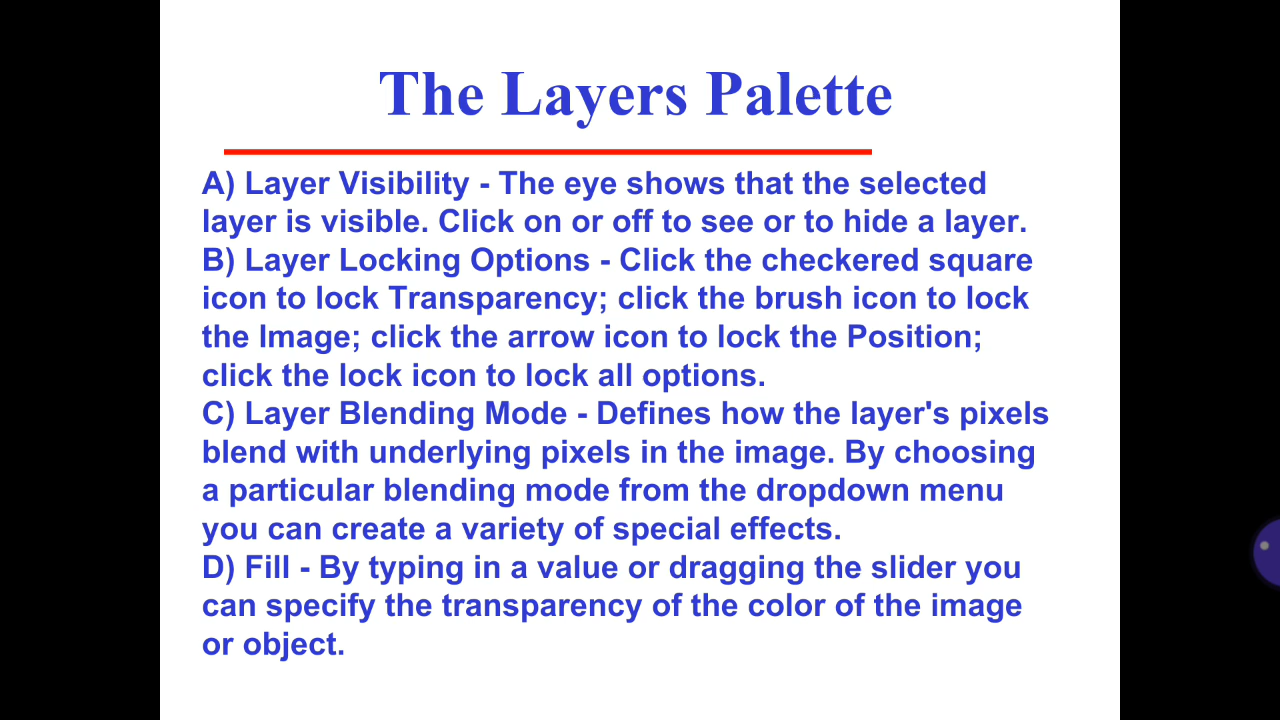 The Layers Palette
A) Layer Visibility - The eye shows that the selected
layer is visible. Click on or off to see or to hide a layer.
B) Layer Locking Options - Click the checkered square
icon to lock Transparency; click the brush icon to lock
the Image; click the arrow icon to lock the Position;
click the lock icon to lock all options.
C) Layer Blending Mode - Defines how the layer's pixels
blend with underlying pixels in the image. By choosing
a particular blending mode from the dropdown menu
you can create a variety of special effects.
D) Fill - By typing in a value or dragging the slider you
can specify the transparency of the color of the image
or object.